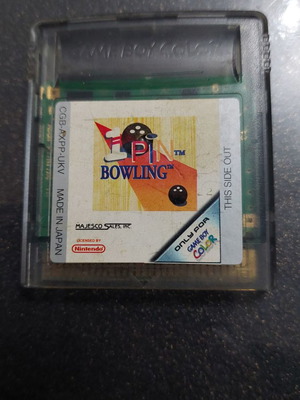 GAME BOY COLOR
CGB-AXPP-UKV
MADE IN JAPAN
10 PIN™
BOWLING™
THIS SIDE OUT
MAJESCO SALES, INC
LICENSED BY
Nintendo
ONLY FOR
GAME BOY
COLOR